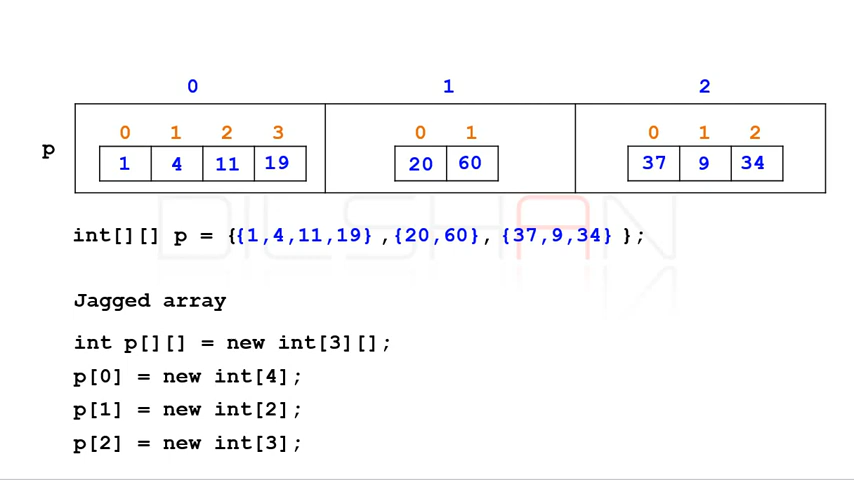 0 1 2
0 1 2 3 0 1 0 1 2
p 1 4 11 19 20 60 37 9 34
DILSHAN
int[][] p = {{1,4,11,19} ,{20,60}, {37,9,34} };
Jagged array
int p[][] = new int[3][];
p[0] = new int[4];
p[1] = new int[2];
p[2] = new int[3];